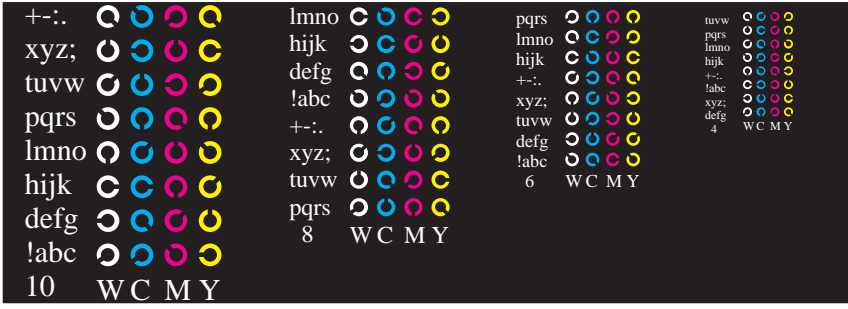 +-:.
xyz;
tuvw
pqrs
lmno
hijk
defg
!abc
10 W C M Y
lmno
hijk
defg
!abc
+-:.
xyz;
tuvw
pqrs
8 W C M Y
pqrs
lmno
hijk
+-:.
xyz;
tuvw
defg
!abc
6 W C M Y
tuvw
pqrs
lmno
hijk
+-:.
!abc
xyz;
defg
4 W C M Y